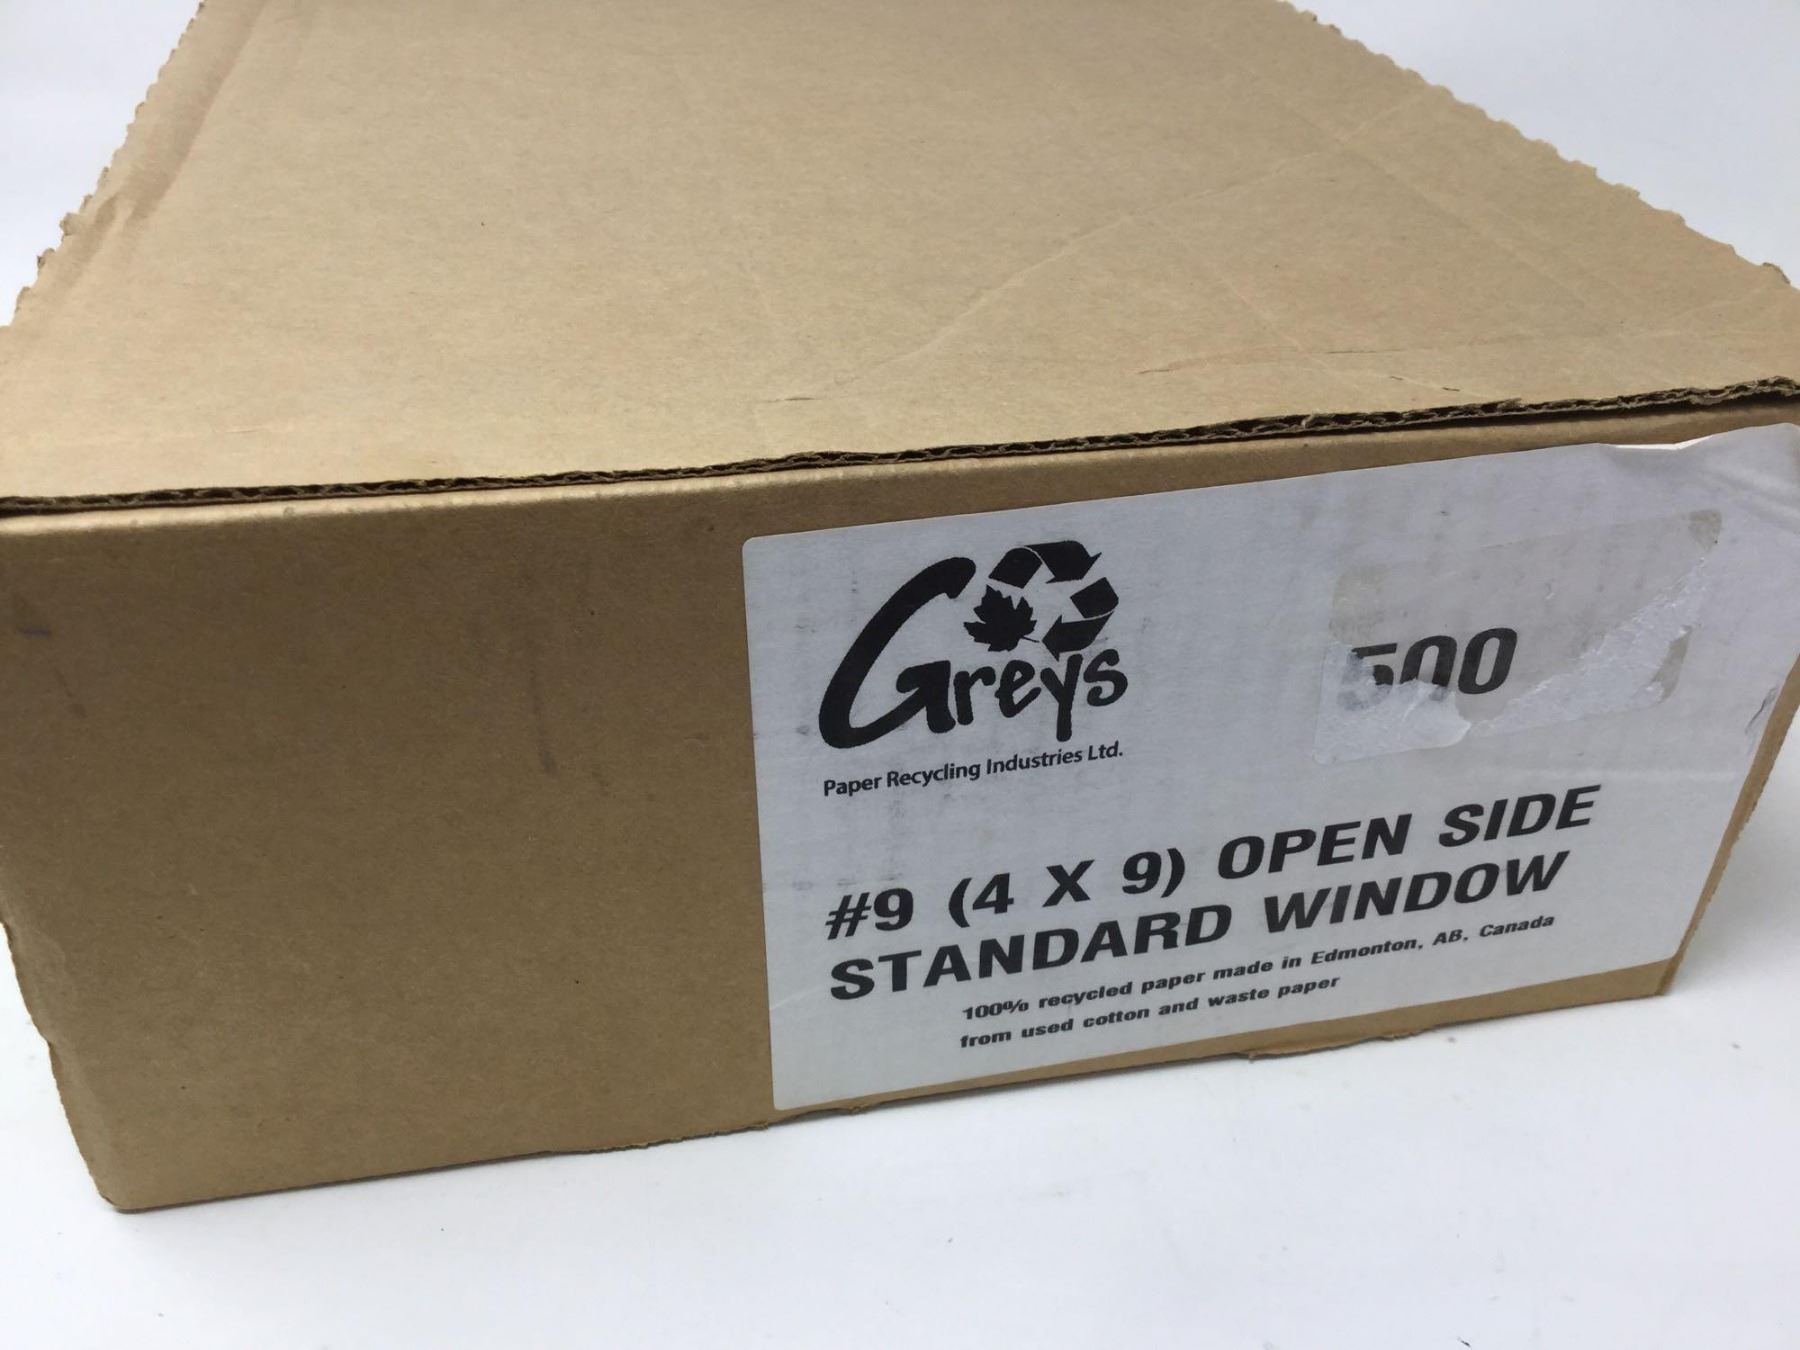 Greys
Paper Recycling Industries Ltd.
500
#9 (4 X 9) OPEN SIDE
STANDARD WINDOW
100% recycled paper made in Edmonton, AB, Canada
from used cotton and waste paper